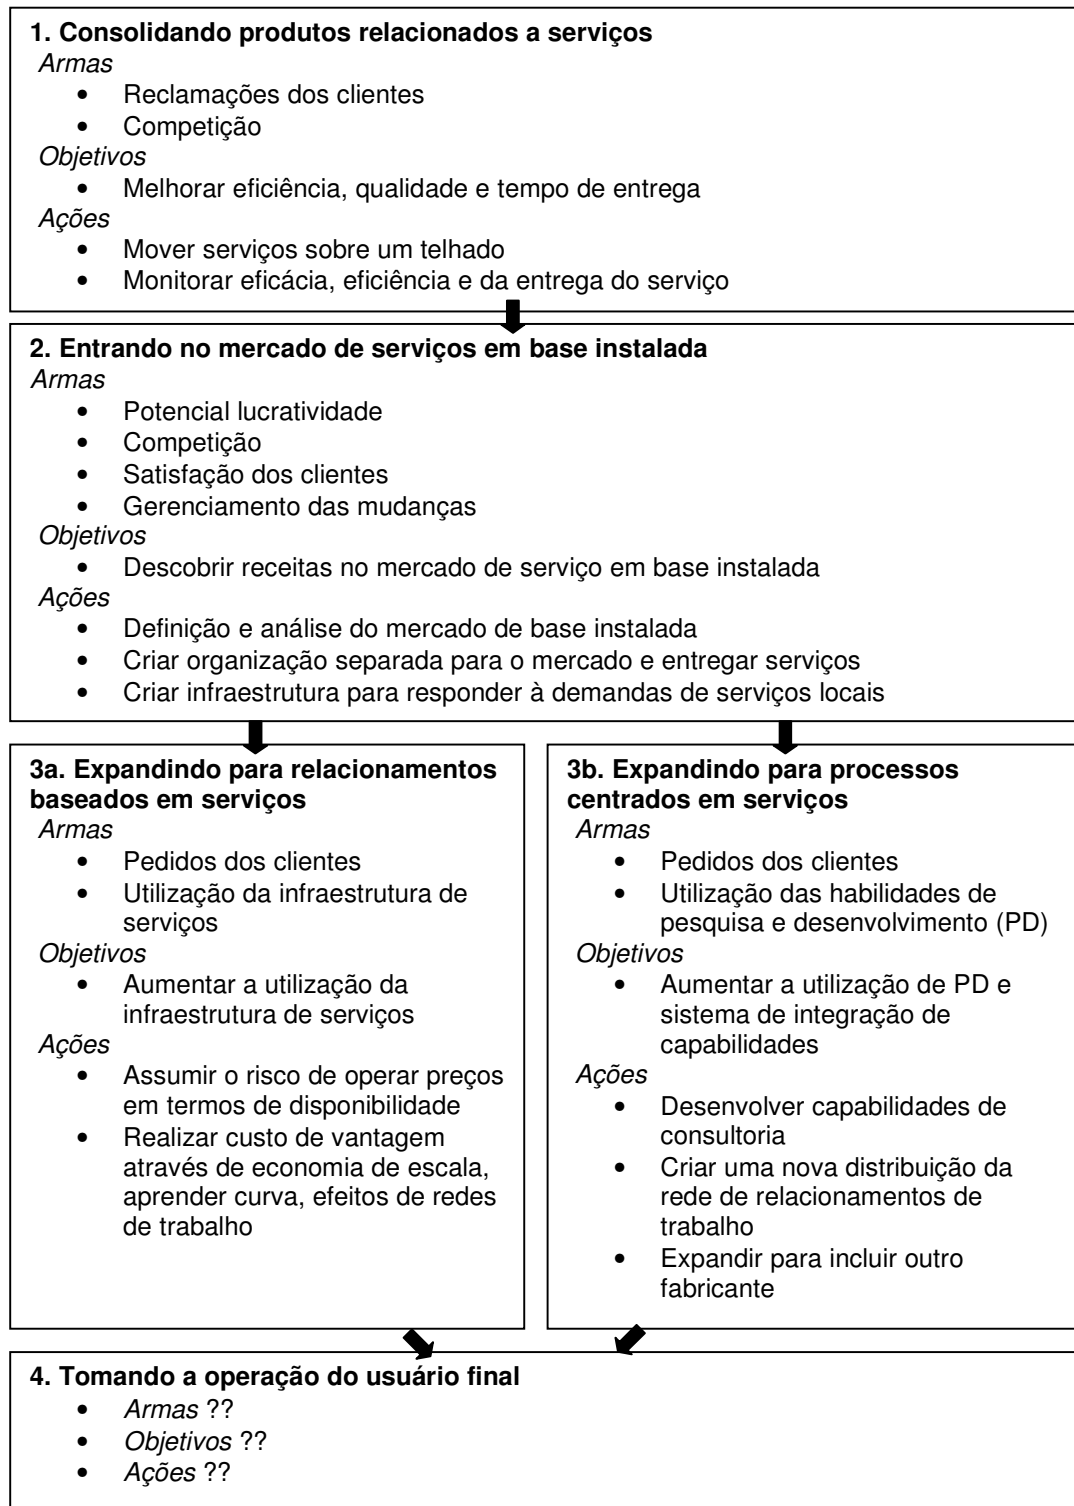 1. Consolidando produtos relacionados a serviços
Armas
• Reclamações dos clientes
• Competição
Objetivos
• Melhorar eficiência, qualidade e tempo de entrega
Ações
• Mover serviços sobre um telhado
• Monitorar eficácia, eficiência e da entrega do serviço
2. Entrando no mercado de serviços em base instalada
Armas
• Potencial lucratividade
• Competição
• Satisfação dos clientes
• Gerenciamento das mudanças
Objetivos
• Descobrir receitas no mercado de serviço em base instalada
Ações
• Definição e análise do mercado de base instalada
• Criar organização separada para o mercado e entregar serviços
• Criar infraestrutura para responder à demandas de serviços locais
3a. Expandindo para relacionamentos
baseados em serviços
Armas
• Pedidos dos clientes
• Utilização da infraestrutura de
serviços
Objetivos
• Aumentar a utilização da
infraestrutura de serviços
Ações
• Assumir o risco de operar preços
em termos de disponibilidade
• Realizar custo de vantagem
através de economia de escala,
aprender curva, efeitos de redes
de trabalho
3b. Expandindo para processos
centrados em serviços
Armas
• Pedidos dos clientes
• Utilização das habilidades de
pesquisa e desenvolvimento (PD)
Objetivos
• Aumentar a utilização de PD e
sistema de integração de
capabilidades
Ações
• Desenvolver capabilidades de
consultoria
• Criar uma nova distribuição da
rede de relacionamentos de
trabalho
• Expandir para incluir outro
fabricante
4. Tomando a operação do usuário final
• Armas ??
• Objetivos ??
• Ações ??